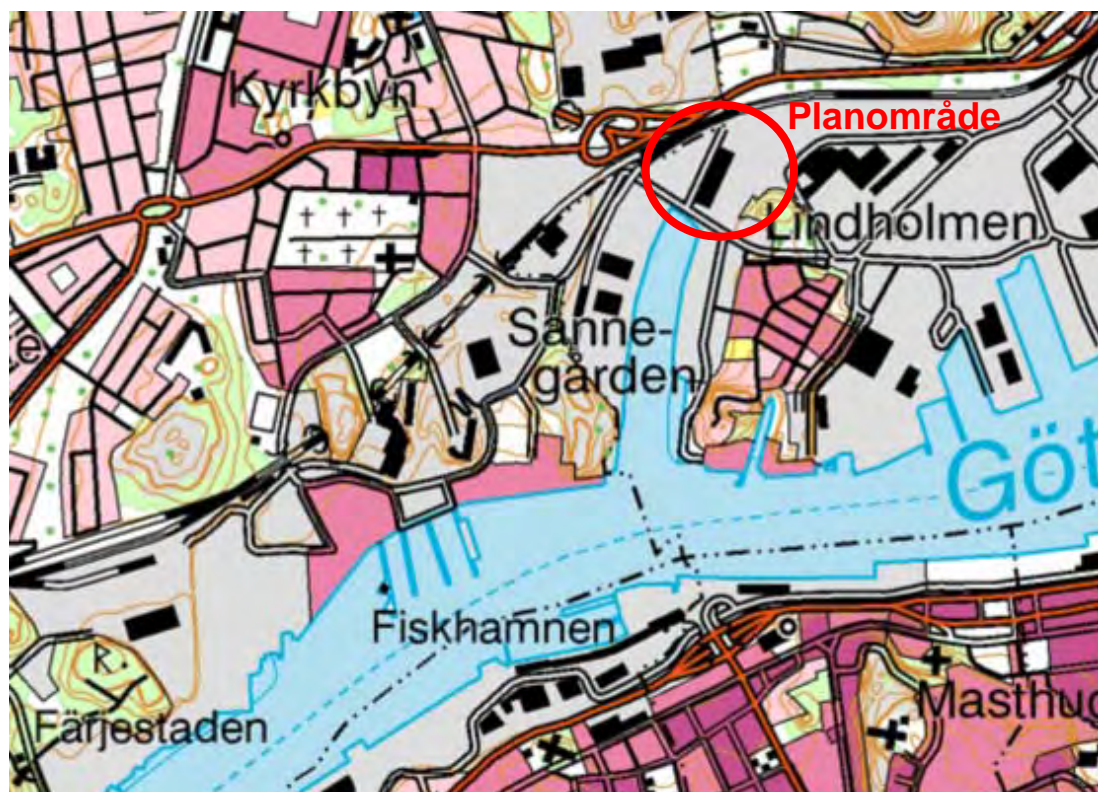 Kyrkbyn
Planområde
Lindholmen
Sanne-
gården
e
Göt
Fiskhamnen
R.
Färjestaden
Masthug